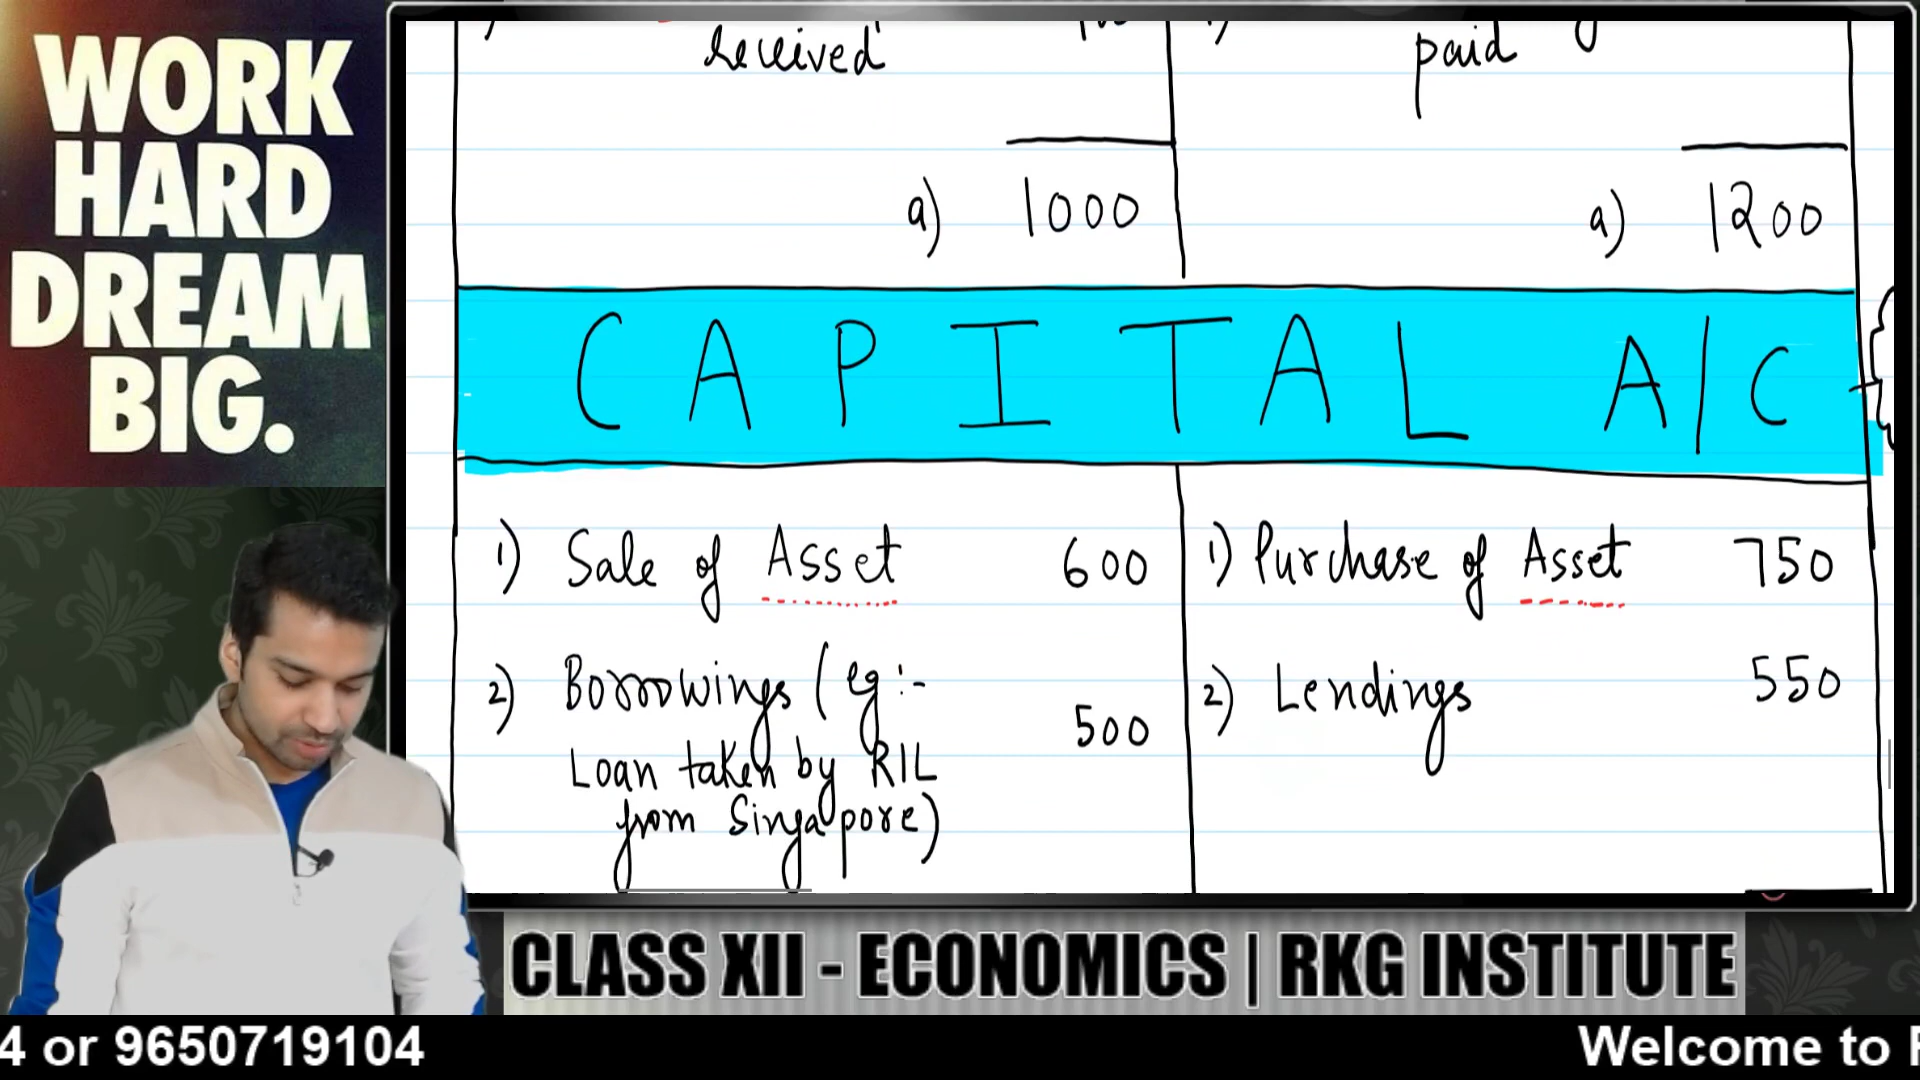 WORK
HARD
DREAM
BIG.
received
paid
a) 1000
a) 1200
CAPITAL A/C
1) Sale of Asset 600
2) Borrowings (eg:-
Loan taken by RIL
from Singapore)
500
1) Purchase of Asset 750
2) Lendings 550
CLASS XII - ECONOMICS | RKG INSTITUTE
4 or 9650719104
Welcome to